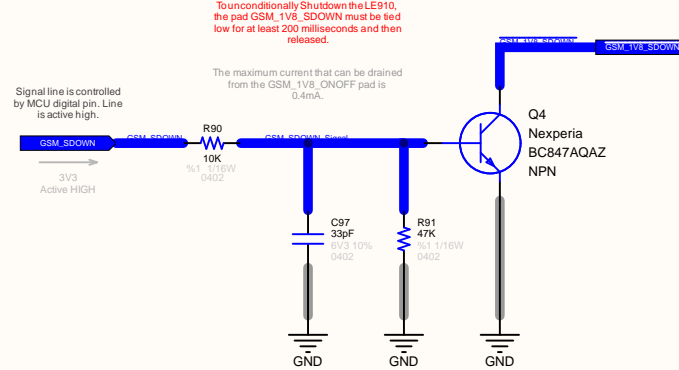 To unconditionally Shutdown the LE910,
the pad GSM_1V8_SDOWN must be tied
low for at least 200 milliseconds and then
released.
GSM_1V8_SDOWN
GSM_1V8_SDOWN
The maximum current that can be drained
from the GSM_1V8_ONOFF pad is
0.4mA.
Signal line is controlled
by MCU digital pin. Line
is active high.
GSM_SDOWN
GSM_SDOWN
R90
10K
%1 1/16W
0402
GSM_SDOWN_Signal
3V3
Active HIGH
Q4
Nexperia
BC847AQAZ
NPN
C97
33pF
6V3 10%
0402
R91
47K
%1 1/16W
0402
GND
GND
GND